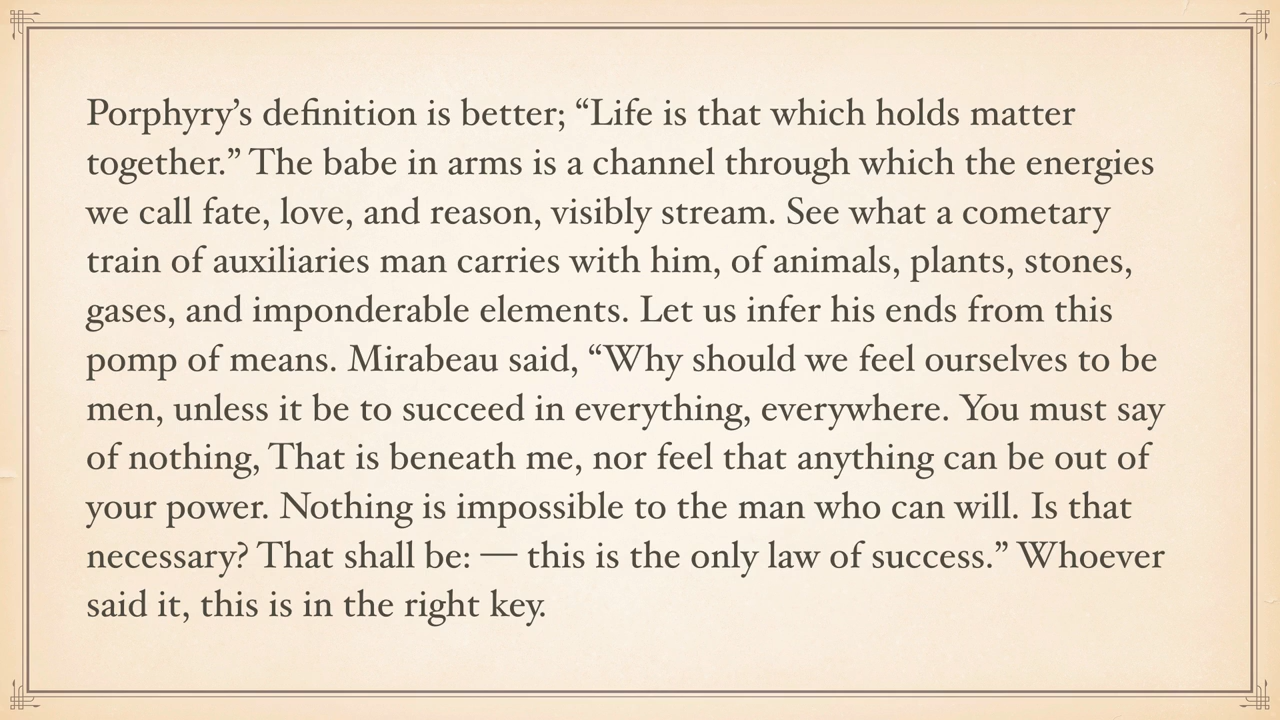 Porphyry’s definition is better; “Life is that which holds matter
together.” The babe in arms is a channel through which the energies
we call fate, love, and reason, visibly stream. See what a cometary
train of auxiliaries man carries with him, of animals, plants, stones,
gases, and imponderable elements. Let us infer his ends from this
pomp of means. Mirabeau said, “Why should we feel ourselves to be
men, unless it be to succeed in everything, everywhere. You must say
of nothing, That is beneath me, nor feel that anything can be out of
your power. Nothing is impossible to the man who can will. Is that
necessary? That shall be: — this is the only law of success.” Whoever
said it, this is in the right key.